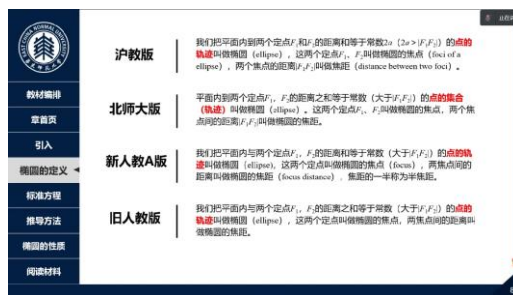 EAST CHINA NORMAL UNIVERSITY
教材编排
章首页
引入
椭圆的定义
标准方程
推导方法
椭圆的性质
阅读材料
沪教版
我们把平面内到两个定点F₁和F₂的距离和等于常数2a（2a>|F₁F₂|）的点的
轨迹叫做椭圆（ellipse），这两个定点F₁，F₂叫做椭圆的焦点（foci of a
ellipse），两个焦点的距离|F₁F₂|叫做焦距（distance between two foci）。
北师大版
平面内到两个定点F₁，F₂的距离之和等于常数（大于|F₁F₂|）的点的集合
（轨迹）叫做椭圆（ellipse）。这两个定点F₁、F₂叫做椭圆的焦点，两个焦
点间的距离|F₁F₂|叫做椭圆的焦距。
新人教A版
我们把平面内与两个定点F₁，F₂的距离的和等于常数（大于|F₁F₂|）的点的轨
迹叫做椭圆（ellipse），这两个定点叫做椭圆的焦点（focus），两焦点间的
距离叫做椭圆的焦距（focus distance）．焦距的一半称为半焦距。
旧人教版
我们把平面内与两个定点F₁，F₂的距离之和等于常数（大于|F₁F₂|）的点的
轨迹叫做椭圆（ellipse），这两个定点叫做椭圆的焦点，两焦点间的距离叫
做椭圆的焦距。